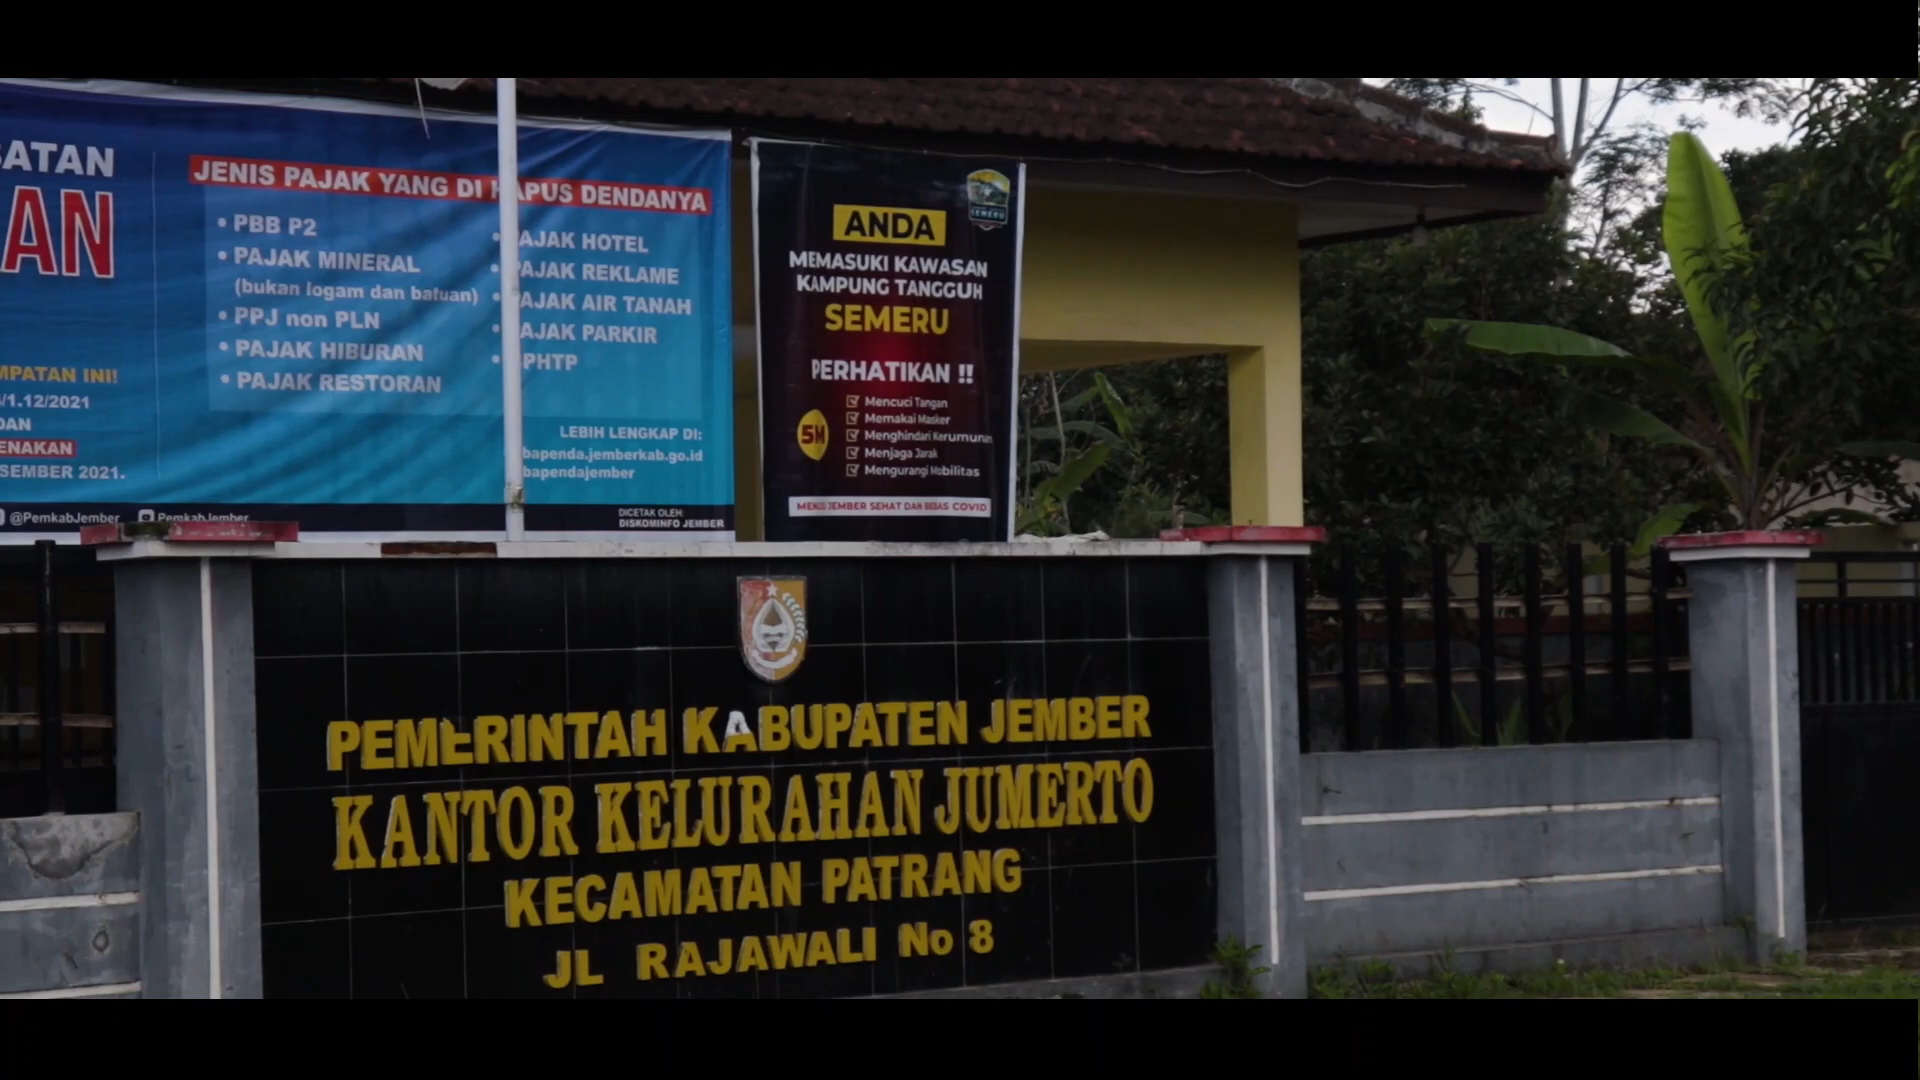 BATAN
AN
MPATAN INI!
/1.12/2021
DAN
ENAKAN
SEMBER 2021.
@PemkabJember PemkabJember
JENIS PAJAK YANG DI HAPUS DENDANYA
• PBB P2
• PAJAK MINERAL
(bukan logam dan batuan)
• PPJ non PLN
• PAJAK HIBURAN
• PAJAK RESTORAN
• PAJAK HOTEL
• PAJAK REKLAME
• PAJAK AIR TANAH
• PAJAK PARKIR
• BPHTP
LEBIH LENGKAP DI:
bapenda.jemberkab.go.id
bapendajember
DICETAK OLEH:
DISKOMINFO JEMBER
SEMERU
ANDA
MEMASUKI KAWASAN
KAMPUNG TANGGUH
SEMERU
PERHATIKAN !!
5M
Mencuci Tangan
Memakai Masker
Menghindari Kerumunan
Menjaga Jarak
Mengurangi Mobilitas
MENUJU JEMBER SEHAT DAN BEBAS COVID
PEMERINTAH KABUPATEN JEMBER
KANTOR KELURAHAN JUMERTO
KECAMATAN PATRANG
JL RAJAWALI No 8